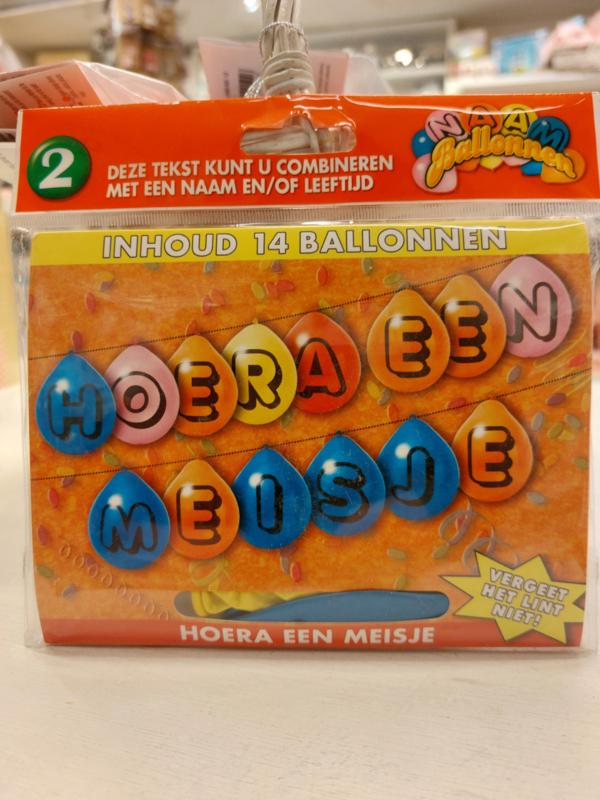 2
DEZE TEKST KUNT U COMBINEREN
MET EEN NAAM EN/OF LEEFTIJD
NAAM
Ballonnen
INHOUD 14 BALLONNEN
HOERA EEN
MEISJE
VERGEET
HET LINT
NIET!
HOERA EEN MEISJE